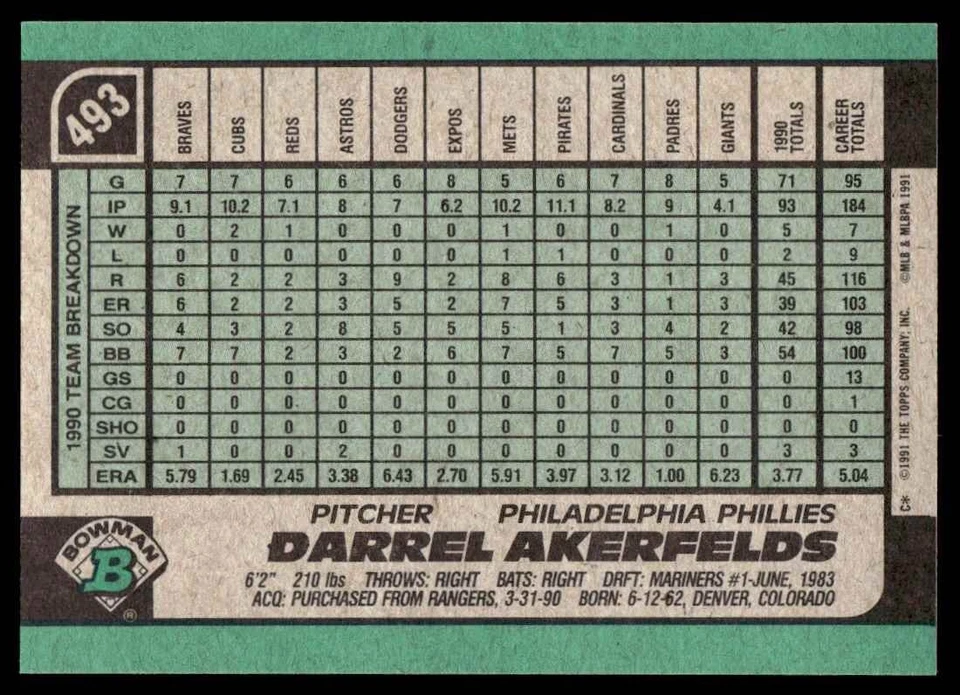 493
BRAVES CUBS REDS ASTROS DODGERS EXPOS METS PIRATES CARDINALS PADRES GIANTS 1990 TOTALS CAREER TOTALS
1990 TEAM BREAKDOWN
G 7 7 6 6 6 8 5 6 7 8 5 71 95
IP 9.1 10.2 7.1 8 7 6.2 10.2 11.1 8.2 9 4.1 93 184
W 0 2 1 0 0 0 1 0 0 1 0 5 7
L 0 0 0 0 0 0 1 1 0 0 0 2 9
R 6 2 2 3 9 2 8 6 3 1 3 45 116
ER 6 2 2 3 5 2 7 5 3 1 3 39 103
SO 4 3 2 8 5 5 5 1 3 4 2 42 98
BB 7 7 2 3 2 6 7 5 7 5 3 54 100
GS 0 0 0 0 0 0 0 0 0 0 0 0 13
CG 0 0 0 0 0 0 0 0 0 0 0 0 1
SHO 0 0 0 0 0 0 0 0 0 0 0 0 0
SV 1 0 0 2 0 0 0 0 0 0 0 3 3
ERA 5.79 1.69 2.45 3.38 6.43 2.70 5.91 3.97 3.12 1.00 6.23 3.77 5.04
C* ©1991 THE TOPPS COMPANY, INC. ©MLB & MLBPA 1991
BOWMAN
B
®
PITCHER PHILADELPHIA PHILLIES
DARREL AKERFELDS
6'2" 210 lbs THROWS: RIGHT BATS: RIGHT DRFT: MARINERS #1-JUNE, 1983
ACQ: PURCHASED FROM RANGERS, 3-31-90 BORN: 6-12-62, DENVER, COLORADO